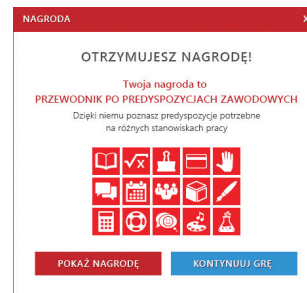 NAGRODA X
OTRZYMUJESZ NAGRODĘ!
Twoja nagroda to
PRZEWODNIK PO PREDYSPOZYCJACH ZAWODOWYCH
Dzięki niemu poznasz predyspozycje potrzebne
na różnych stanowiskach pracy
√x
POKAŻ NAGRODĘ KONTYNUUJ GRĘ